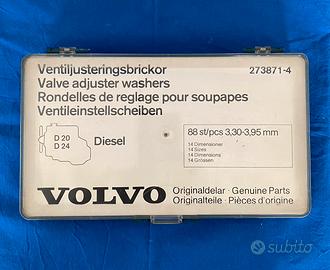 Ventiljusteringsbrickor 273871-4
Valve adjuster washers
Rondelles de reglage pour soupapes
Ventileinstellscheiben
D 20
D 24
Diesel
88 st/pcs 3,30-3,95 mm
14 Dimensioner
14 Sizes
14 Dimensions
14 Grössen
VOLVO
Originaldelar · Genuine Parts
Originalteile · Pièces d'origine
subito